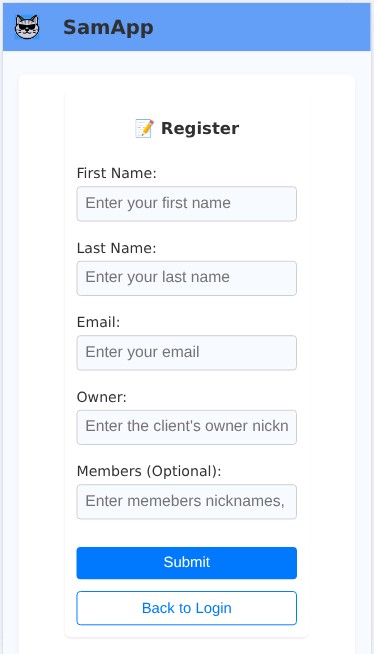 SamApp
📝 Register
First Name:
Enter your first name
Last Name:
Enter your last name
Email:
Enter your email
Owner:
Enter the client's owner nickn
Members (Optional):
Enter memebers nicknames,
Submit
Back to Login